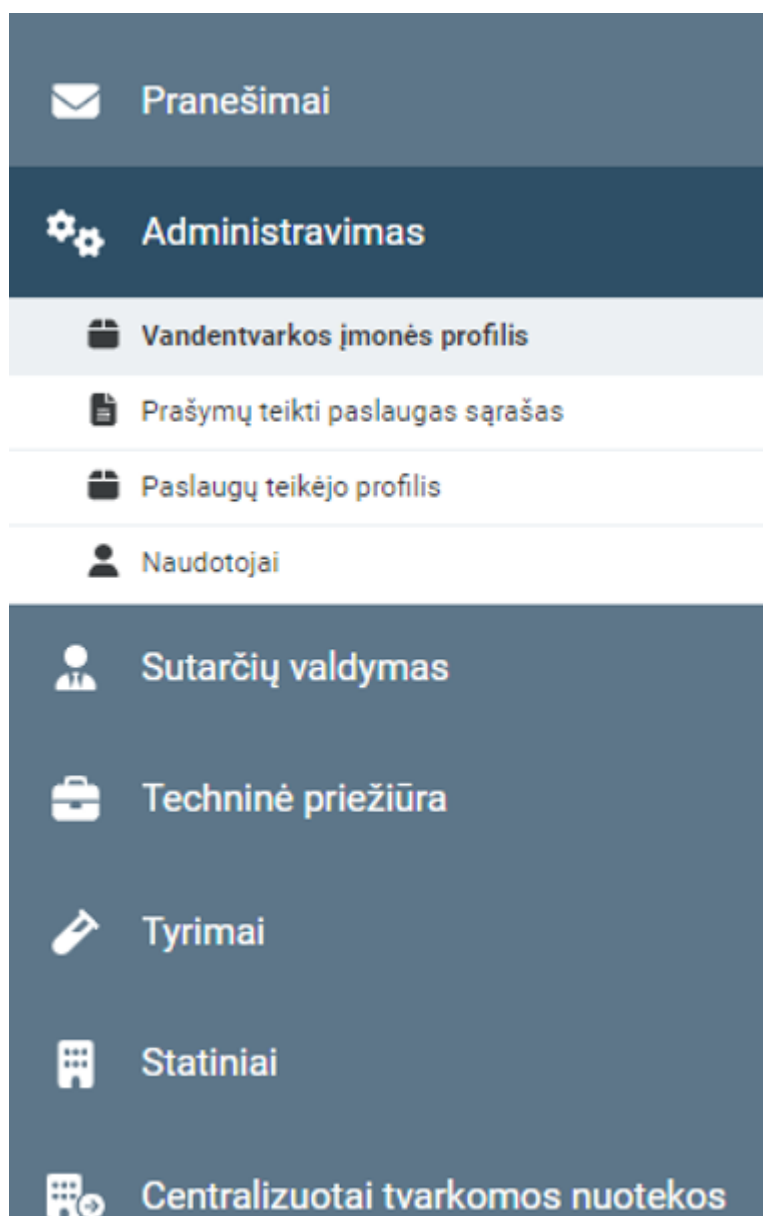 Pranešimai
Administravimas
Vandentvarkos įmonės profilis
Prašymų teikti paslaugas sąrašas
Paslaugų teikėjo profilis
Naudotojai
Sutarčių valdymas
Techninė priežiūra
Tyrimai
Statiniai
Centralizuotai tvarkomos nuotekos